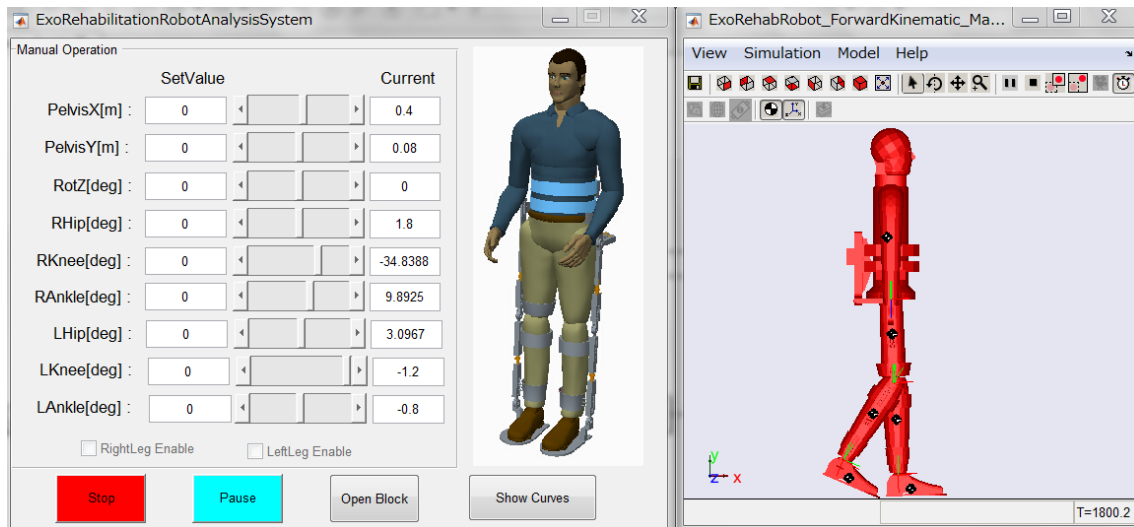 ExoRehabilitationRobotAnalysisSystem
Manual Operation
SetValue Current
PelvisX[m] : 0 0.4
PelvisY[m] : 0 0.08
RotZ[deg] : 0 0
RHip[deg] : 0 1.8
RKnee[deg] : 0 -34.8388
RAnkle[deg] : 0 9.8925
LHip[deg] : 0 3.0967
LKnee[deg] : 0 -1.2
LAnkle[deg] : 0 -0.8
RightLeg Enable LeftLeg Enable
Stop Pause Open Block Show Curves
ExoRehabRobot_ForwardKinematic_Ma...
View Simulation Model Help
y
z x
T=1800.2